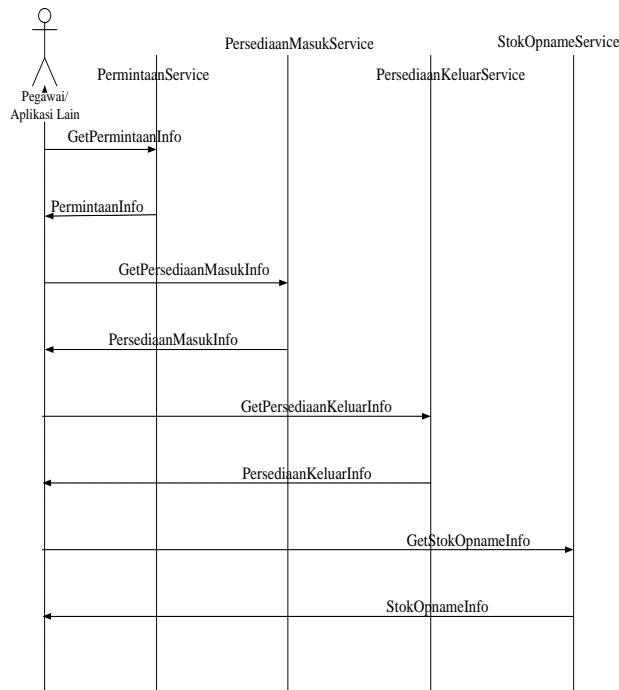 PersediaanMasukService
StokOpnameService
PermintaanService
PersediaanKeluarService
Pegawai/
Aplikasi Lain
GetPermintaanInfo
PermintaanInfo
GetPersediaanMasukInfo
PersediaanMasukInfo
GetPersediaanKeluarInfo
PersediaanKeluarInfo
GetStokOpnameInfo
StokOpnameInfo